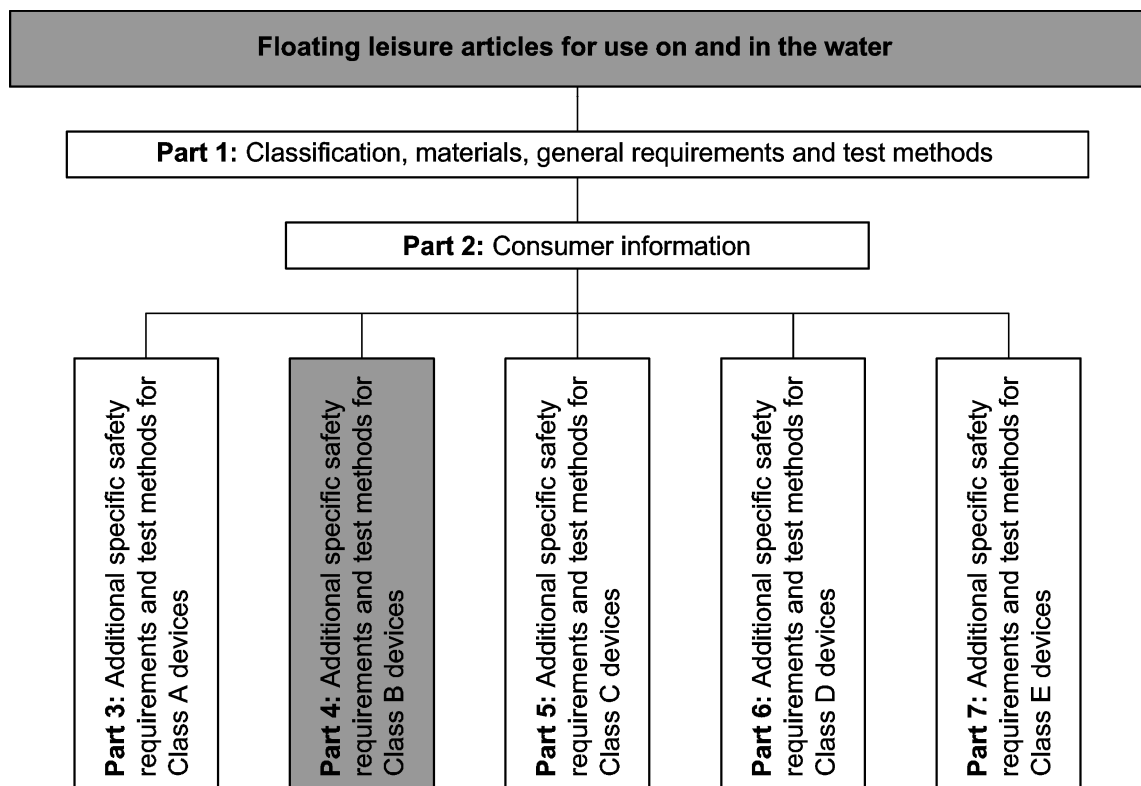 Floating leisure articles for use on and in the water
Part 1: Classification, materials, general requirements and test methods
Part 2: Consumer information
Part 3: Additional specific safety
requirements and test methods for
Class A devices
Part 4: Additional specific safety
requirements and test methods for
Class B devices
Part 5: Additional specific safety
requirements and test methods for
Class C devices
Part 6: Additional specific safety
requirements and test methods for
Class D devices
Part 7: Additional specific safety
requirements and test methods for
Class E devices